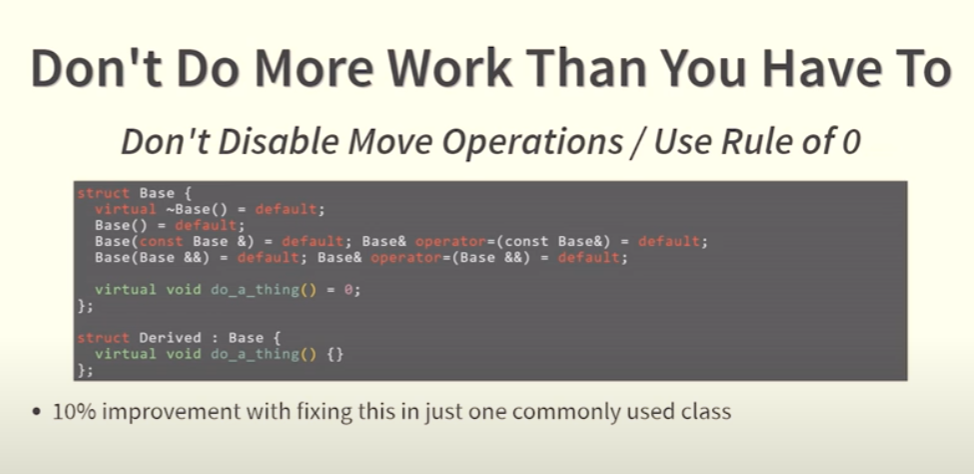 Don't Do More Work Than You Have To
Don't Disable Move Operations / Use Rule of 0
struct Base {
  virtual ~Base() = default;
  Base() = default;
  Base(const Base &) = default; Base& operator=(const Base&) = default;
  Base(Base &&) = default; Base& operator=(Base &&) = default;
  virtual void do_a_thing() = 0;
};
struct Derived : Base {
  virtual void do_a_thing() {}
};
• 10% improvement with fixing this in just one commonly used class